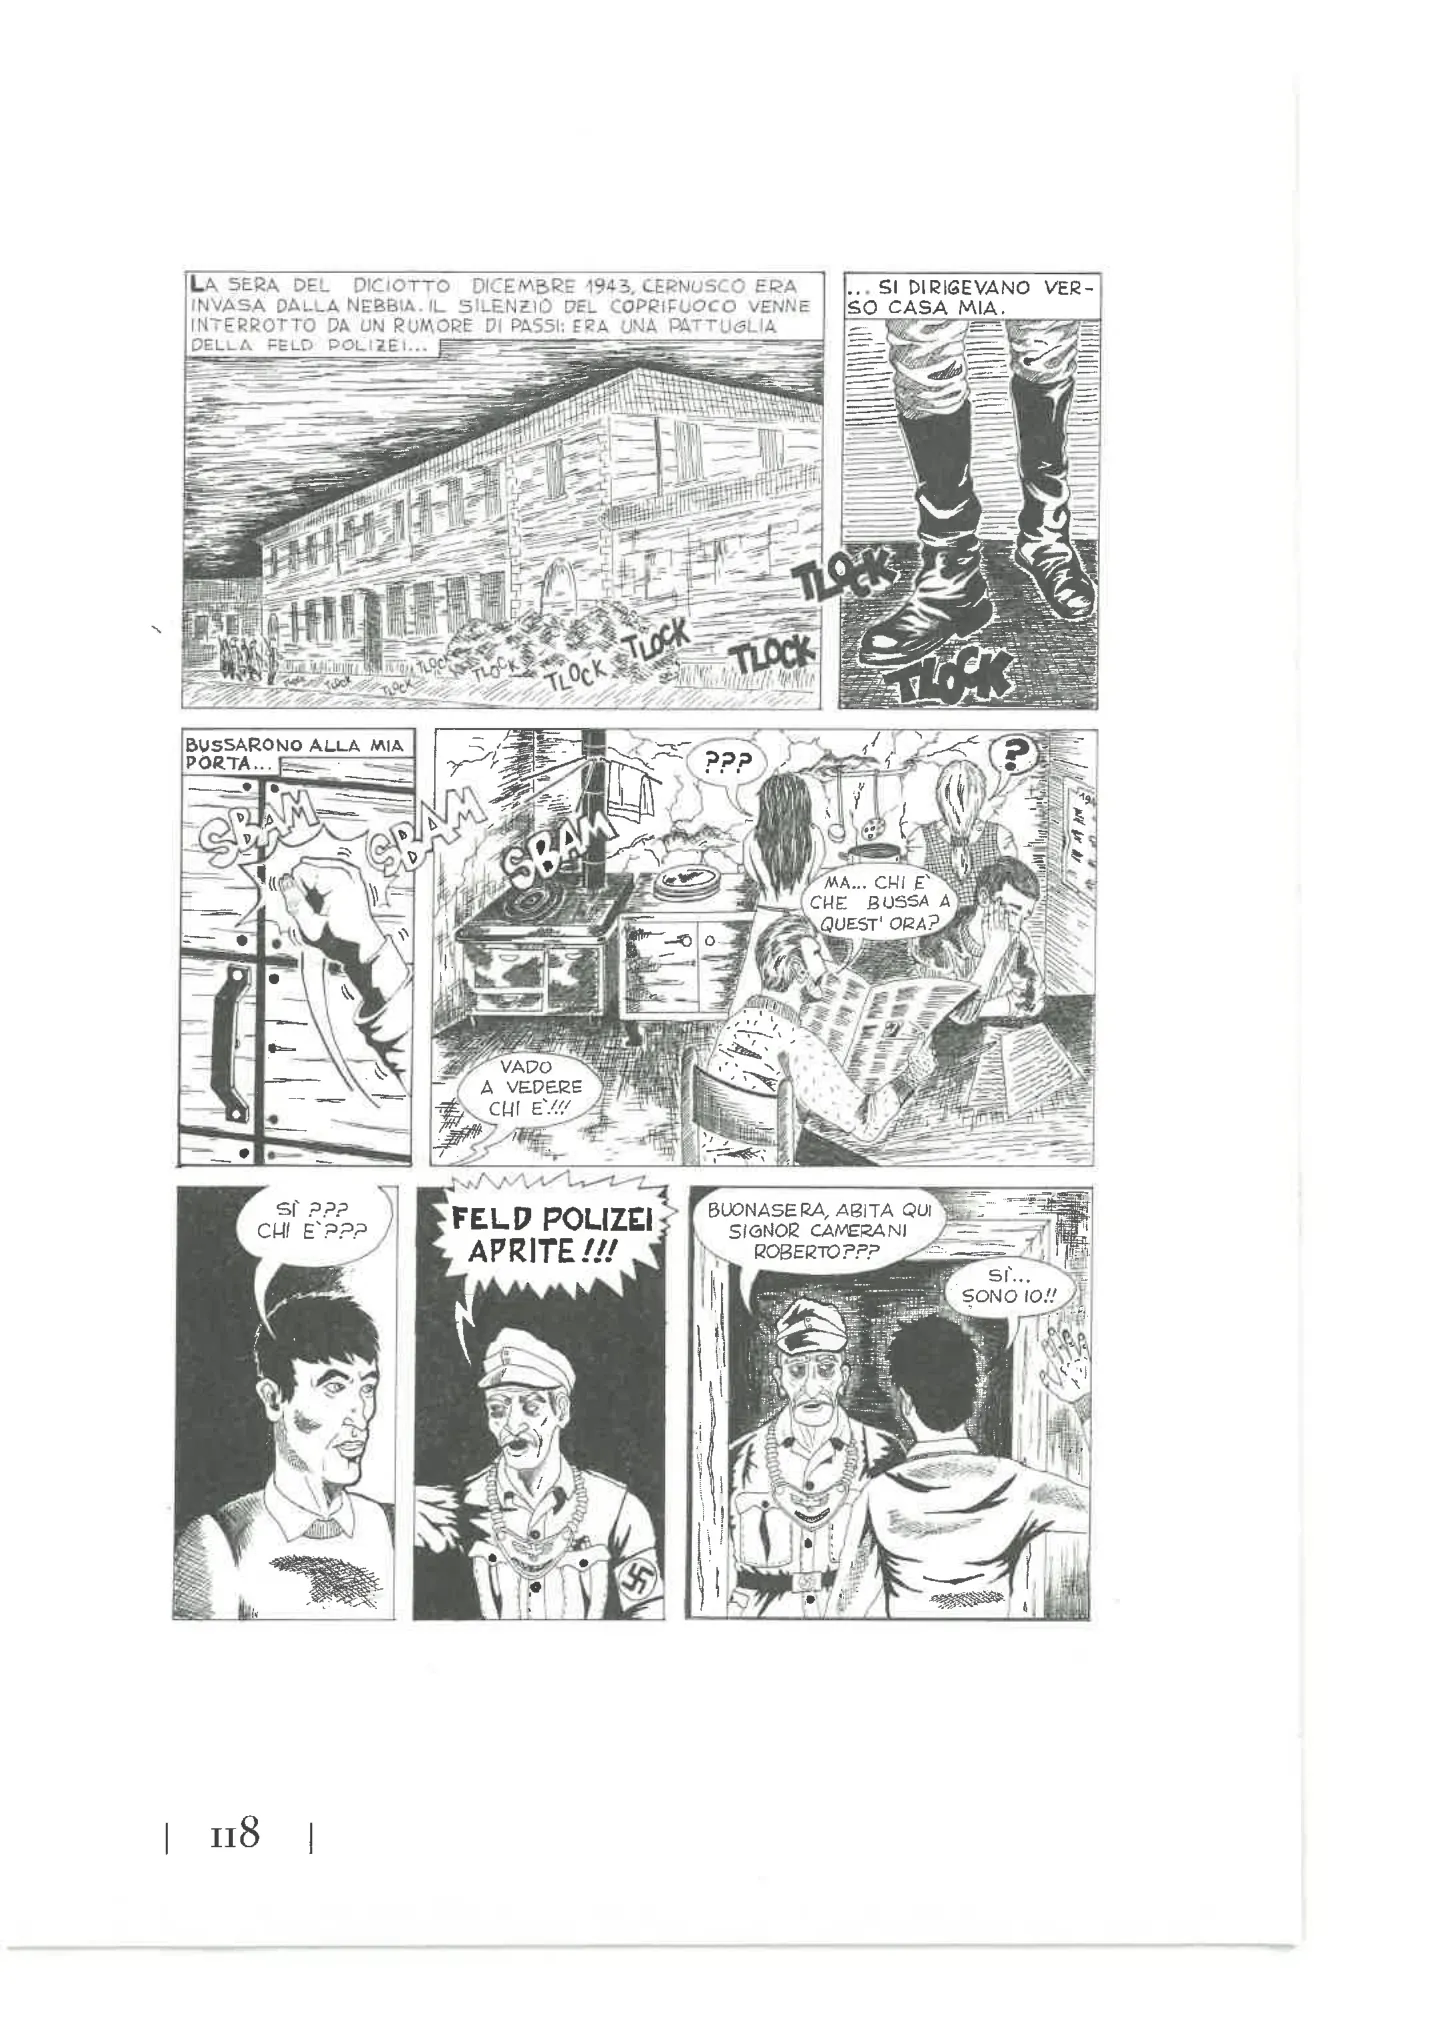 LA SERA DEL DICIOTTO DICEMBRE 1943, CERNUSCO ERA
INVASA DALLA NEBBIA. IL SILENZIO DEL COPRIFUOCO VENNE
INTERROTTO DA UN RUMORE DI PASSI: ERA UNA PATTUGLIA
DELLA FELD POLIZEI...
TLOCK
TLOCK
TLOCK
TLOCK
TLOCK
TLOCK
TLOCK
... SI DIRIGEVANO VER-
SO CASA MIA.
TLOCK
TLOCK
BUSSARONO ALLA MIA
PORTA...
SBAM
SBAM
SBAM
???
?
MA... CHI E'
CHE BUSSA A
QUEST' ORA?
VADO
A VEDERE
CHI E'!!!
SÌ ???
CHI E'???
FELD POLIZEI
APRITE!!!
BUONASERA, ABITA QUI
SIGNOR CAMERANI
ROBERTO???
SÌ...
SONO IO!!
118